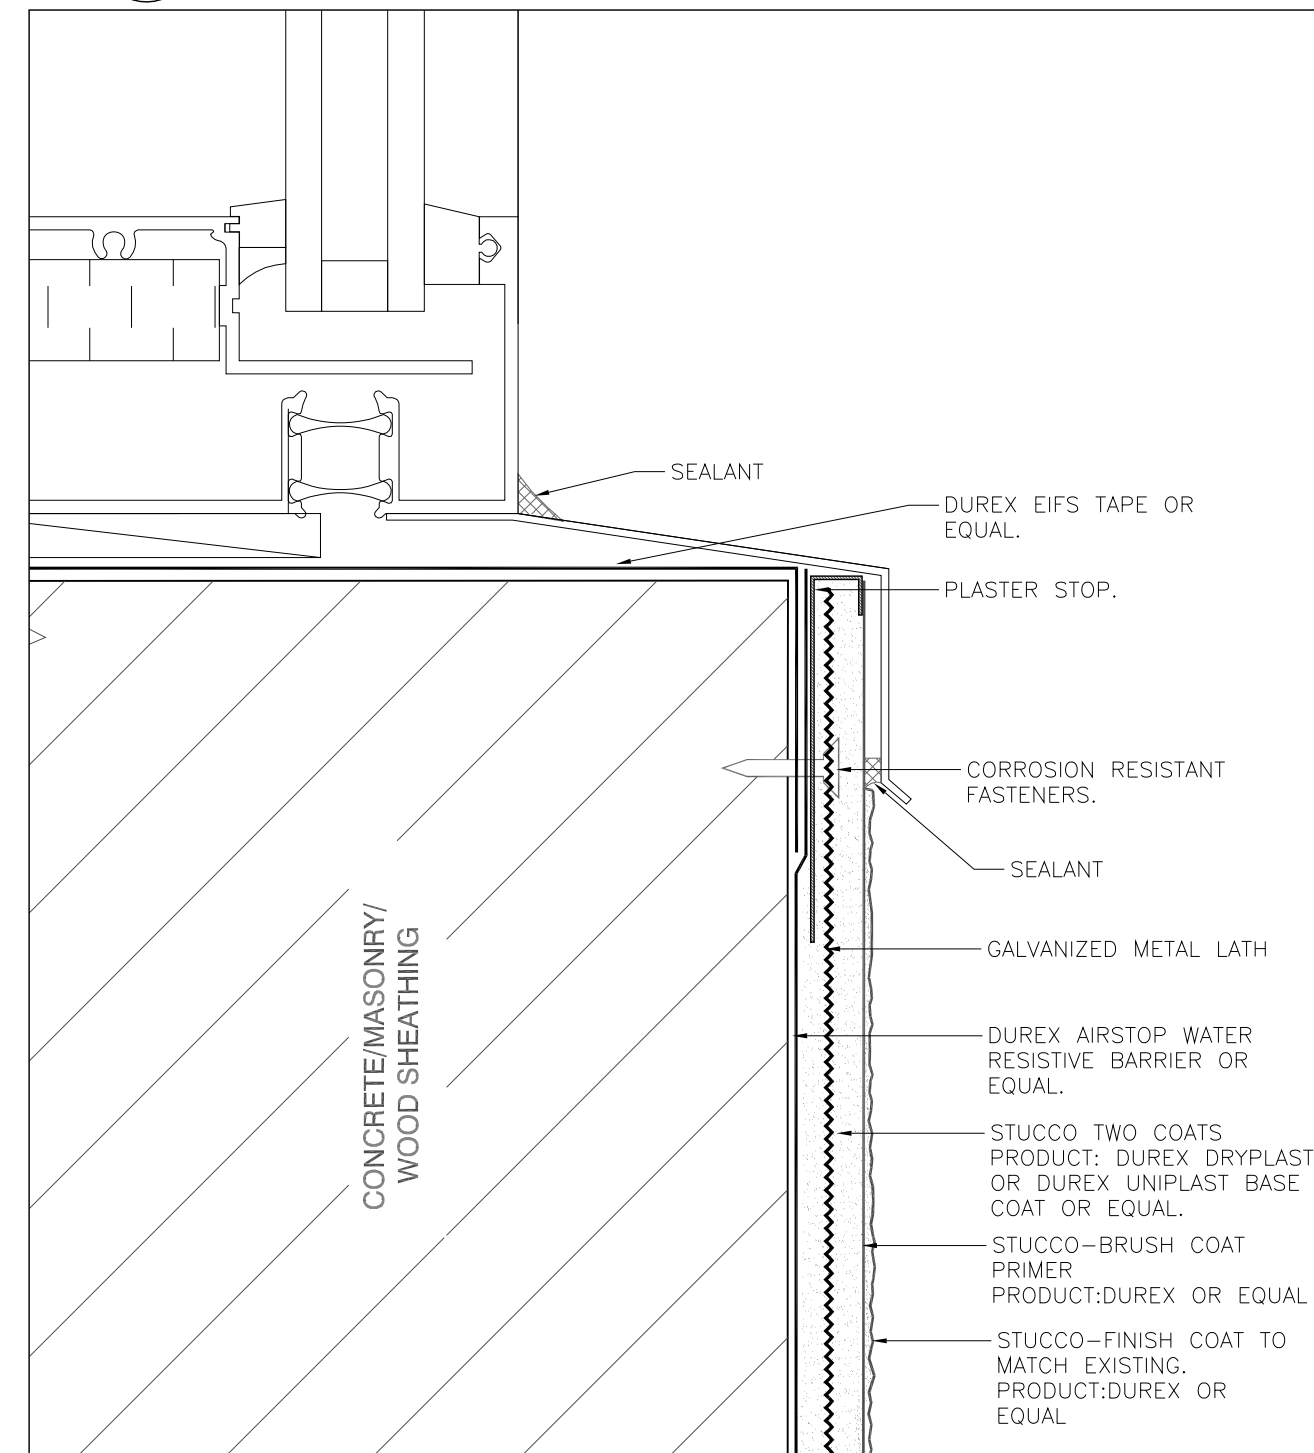 SEALANT
DUREX EIFS TAPE OR
EQUAL.
PLASTER STOP.
CORROSION RESISTANT
FASTENERS.
SEALANT
GALVANIZED METAL LATH
CONCRETE/MASONRY/
WOOD SHEATHING
DUREX AIRSTOP WATER
RESISTIVE BARRIER OR
EQUAL.
STUCCO TWO COATS
PRODUCT: DUREX DRYPLAST
OR DUREX UNIPLAST BASE
COAT OR EQUAL.
STUCCO-BRUSH COAT
PRIMER
PRODUCT:DUREX OR EQUAL
STUCCO-FINISH COAT TO
MATCH EXISTING.
PRODUCT:DUREX OR
EQUAL